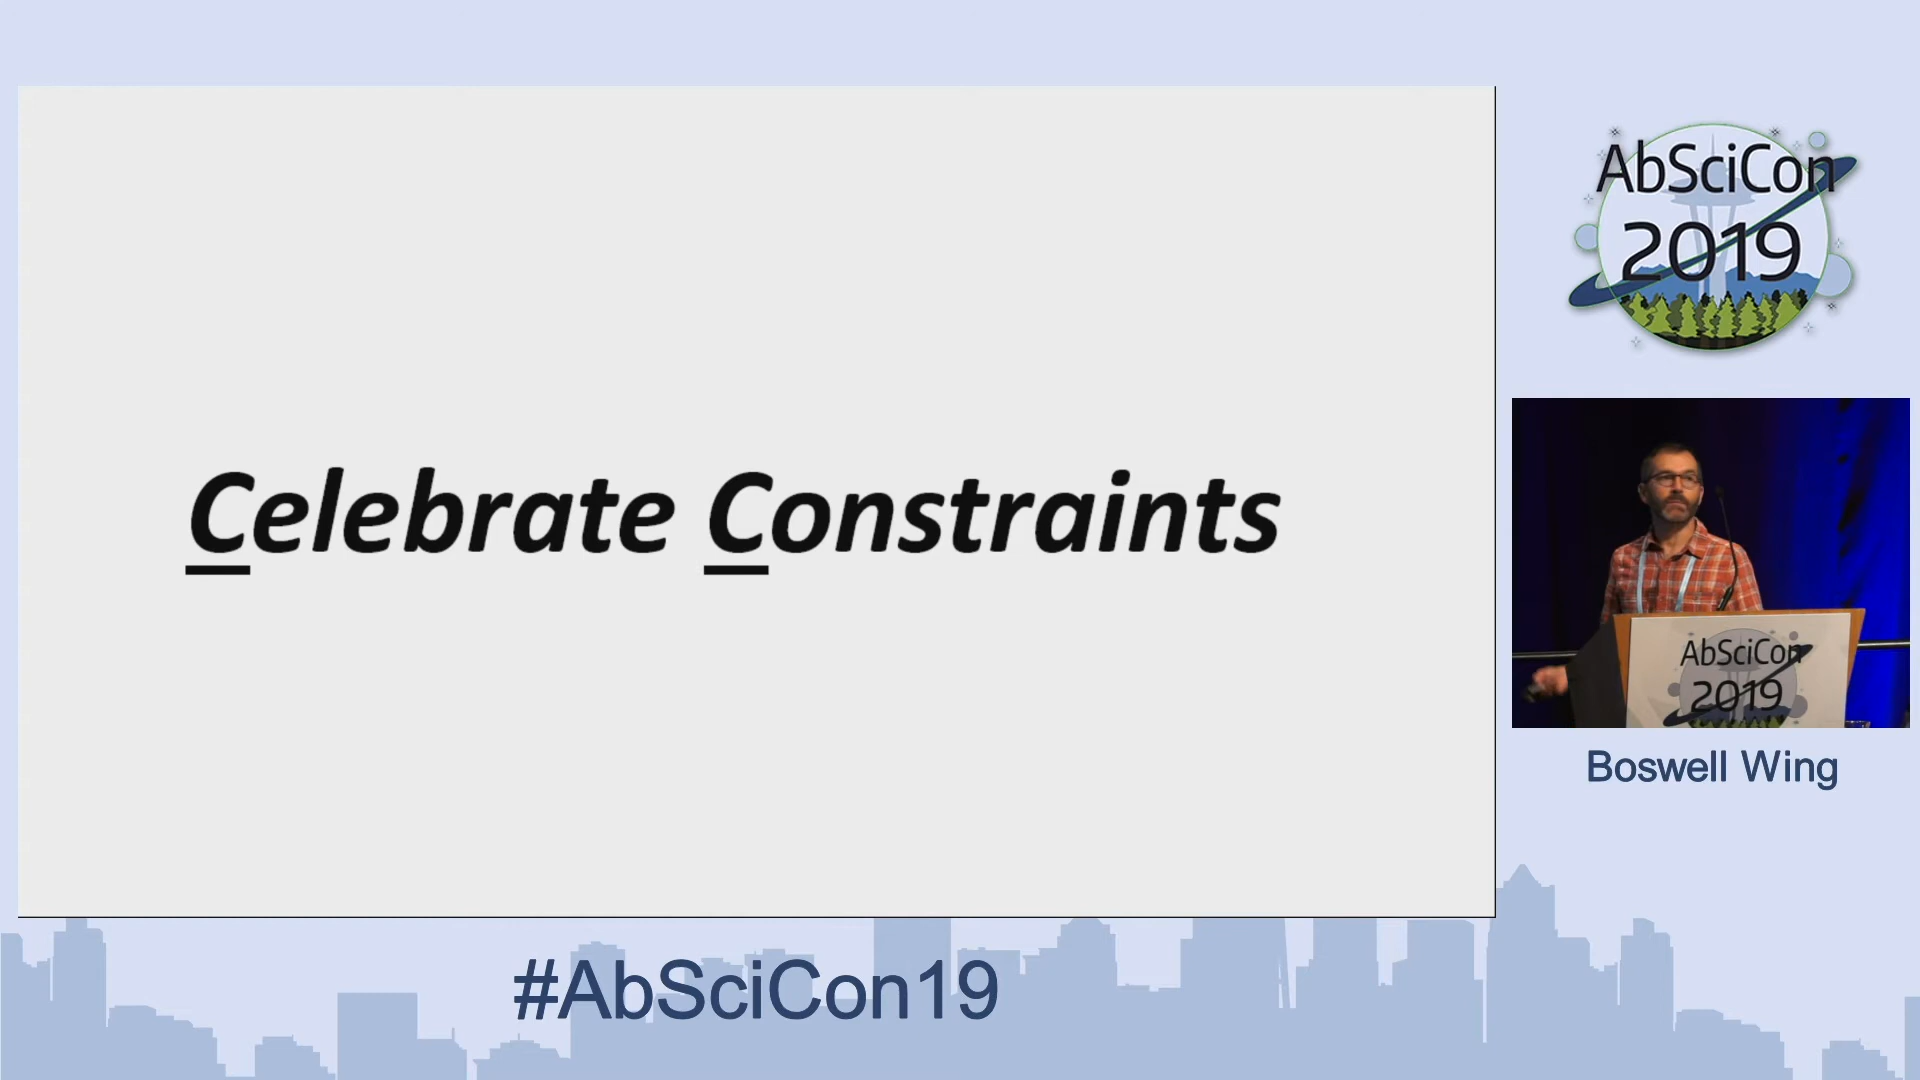 Celebrate Constraints
AbSciCon
2019
AbSciCon
2019
Boswell Wing
#AbSciCon19